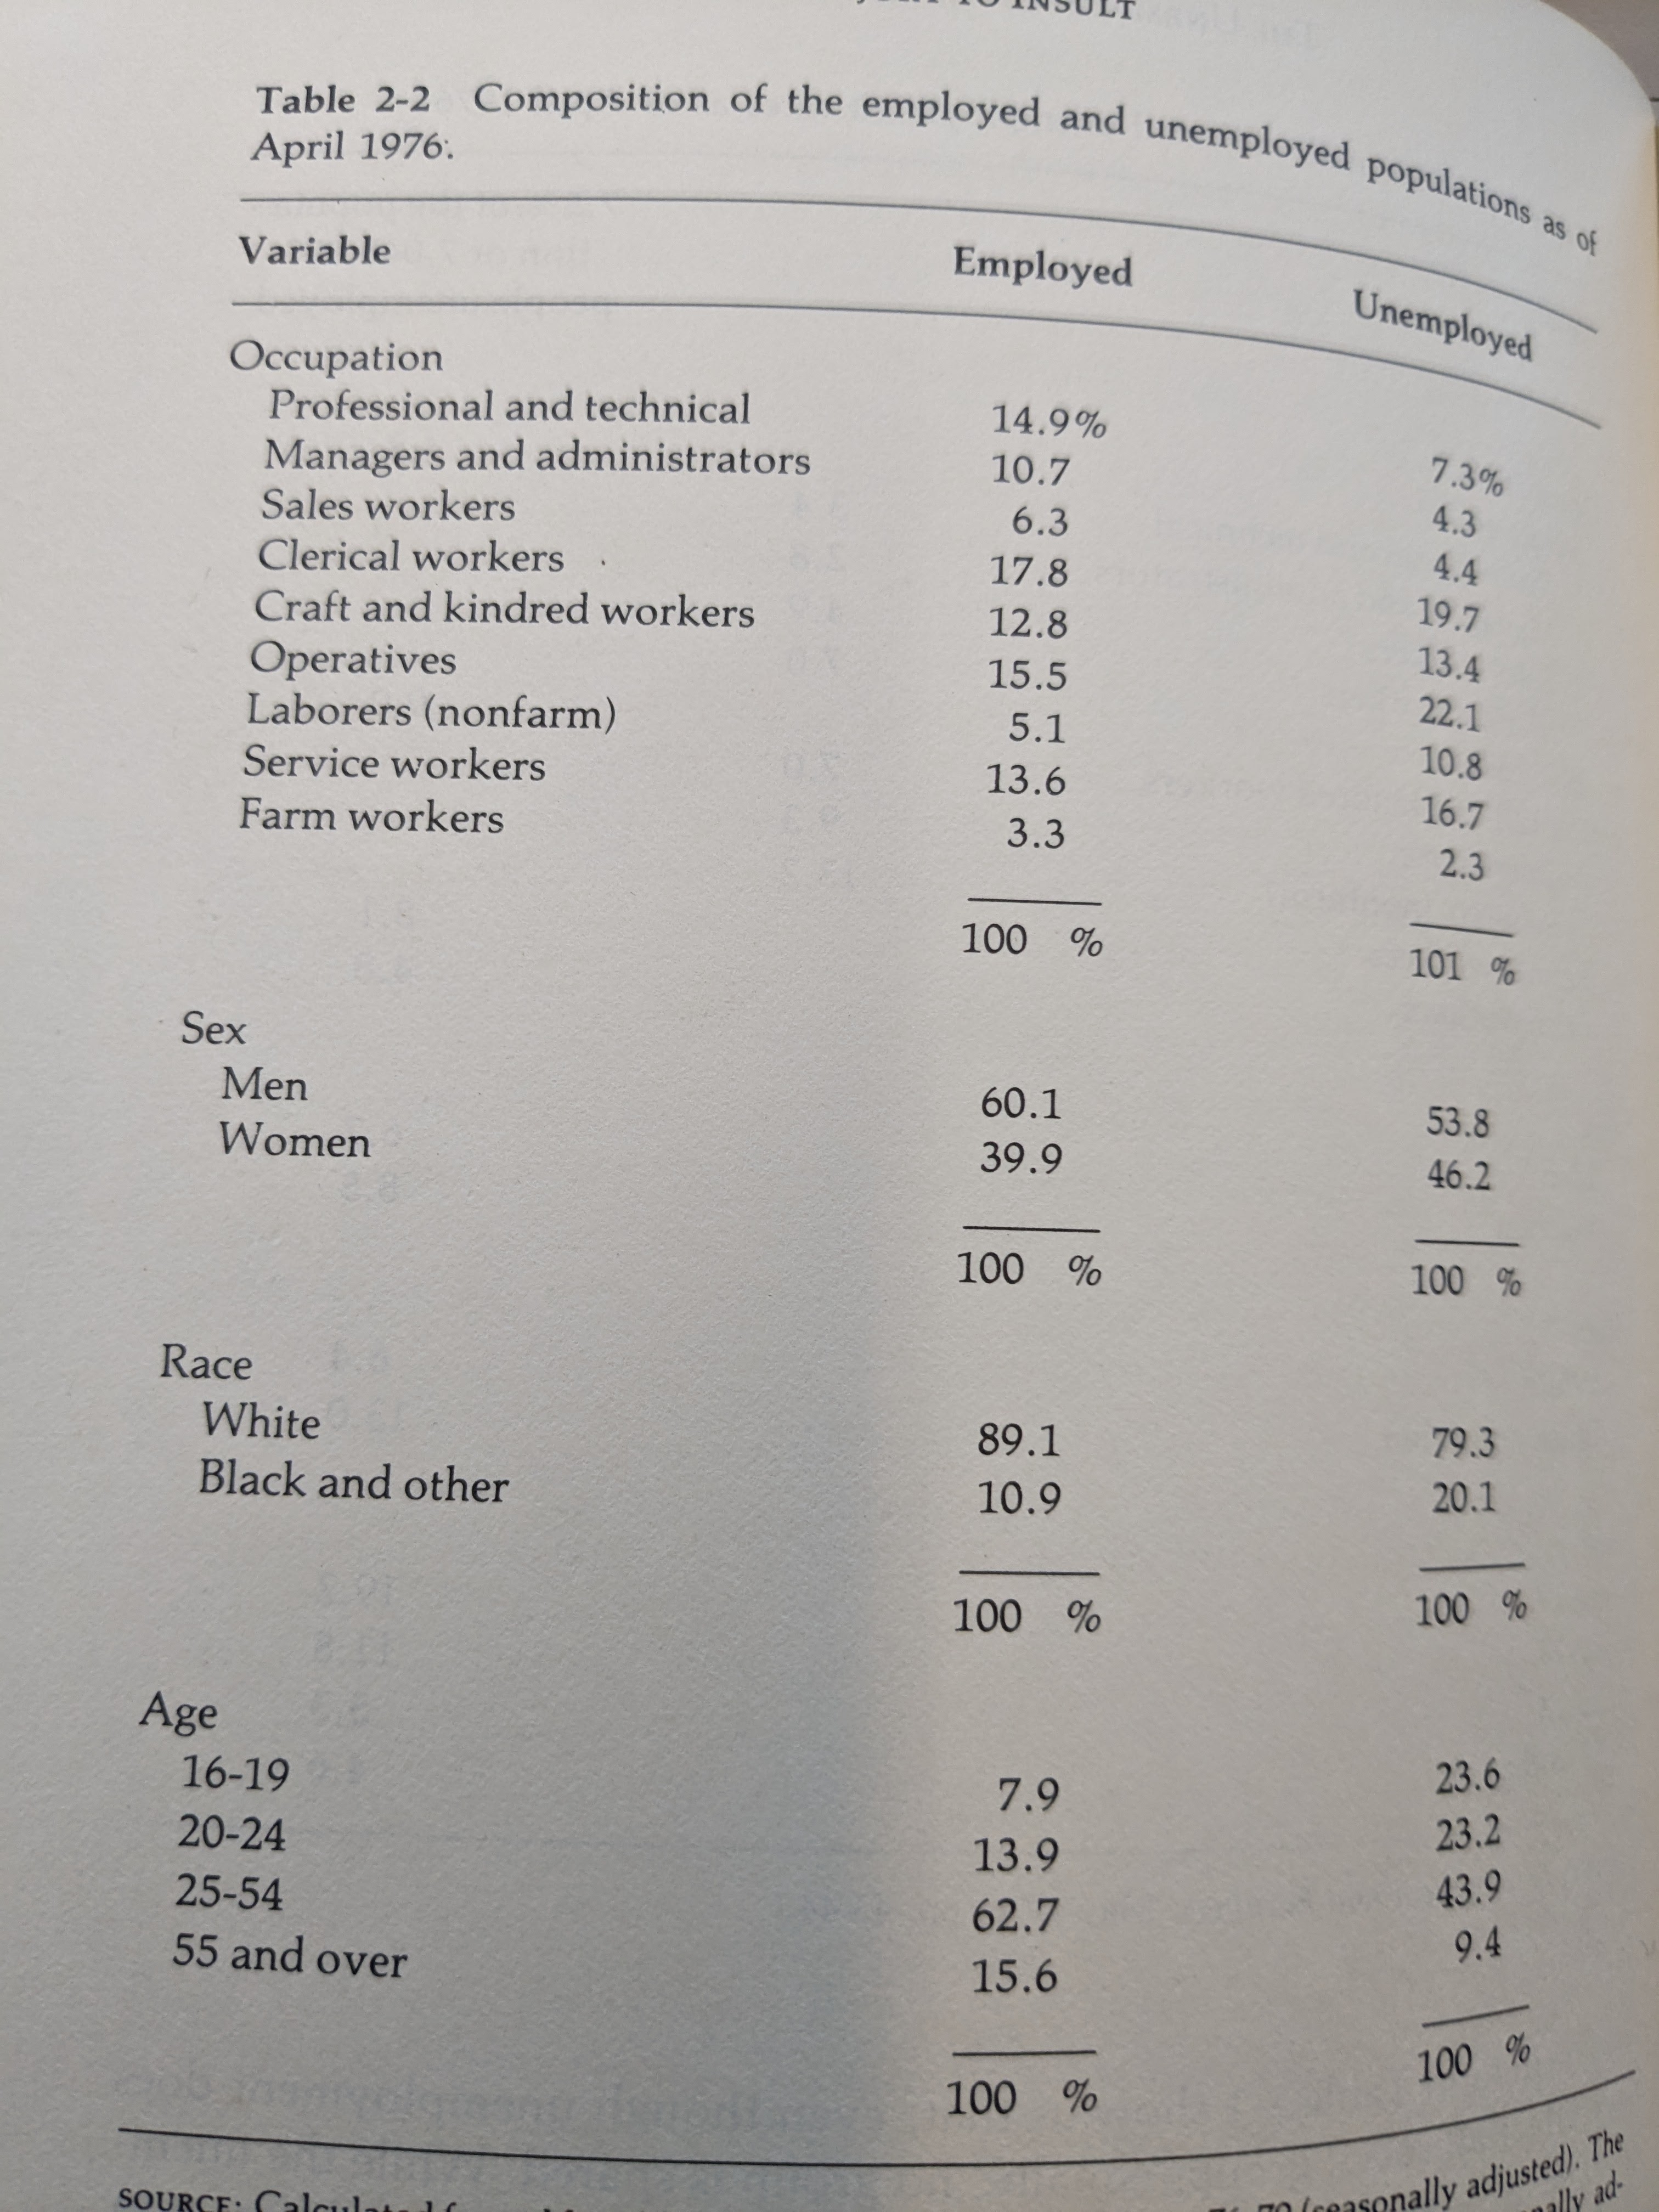 TO INSULT
Table 2-2 Composition of the employed and unemployed populations as of
April 1976.
Variable Employed Unemployed
Occupation
Professional and technical 14.9% 7.3%
Managers and administrators 10.7 4.3
Sales workers 6.3 4.4
Clerical workers 17.8 19.7
Craft and kindred workers 12.8 13.4
Operatives 15.5 22.1
Laborers (nonfarm) 5.1 10.8
Service workers 13.6 16.7
Farm workers 3.3 2.3
100 % 101 %
Sex
Men 60.1 53.8
Women 39.9 46.2
100 % 100 %
Race
White 89.1 79.3
Black and other 10.9 20.1
100 % 100 %
Age
16-19 7.9 23.6
20-24 13.9 23.2
25-54 62.7 43.9
55 and over 15.6 9.4
100 % 100 %
SOURCE: Calculated (seasonally adjusted). The
ad-